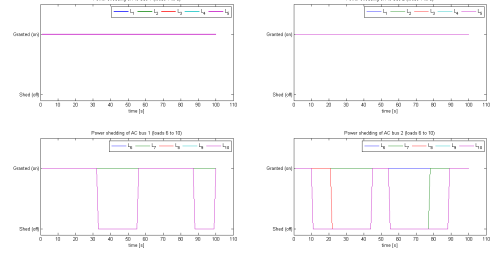 L1 L2 L3 L4 L5
Granted (on)
Shed (off)
0 10 20 30 40 50 60 70 80 90 100 110
time [s]
L1 L2 L3 L4 L5
Granted (on)
Shed (off)
0 10 20 30 40 50 60 70 80 90 100 110
time [s]
Power shedding of AC bus 1 (loads 6 to 10)
L6 L7 L8 L9 L10
Granted (on)
Shed (off)
0 10 20 30 40 50 60 70 80 90 100 110
time [s]
Power shedding of AC bus 2 (loads 6 to 10)
L6 L7 L8 L9 L10
Granted (on)
Shed (off)
0 10 20 30 40 50 60 70 80 90 100 110
time [s]